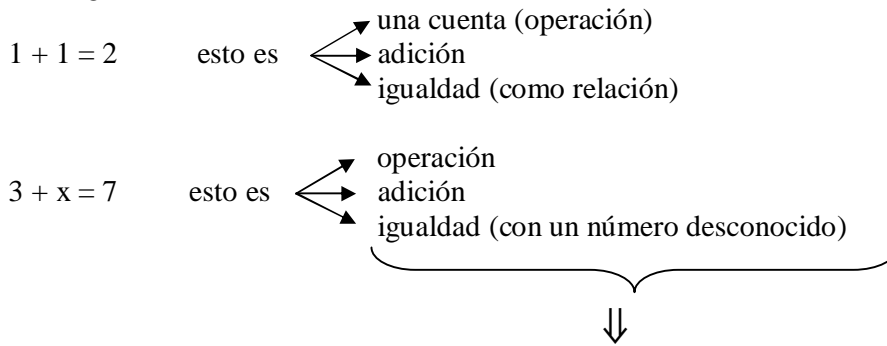 una cuenta (operación)
1 + 1 = 2 esto es adición
igualdad (como relación)
operación
3 + x = 7 esto es adición
igualdad (con un número desconocido)
⇓